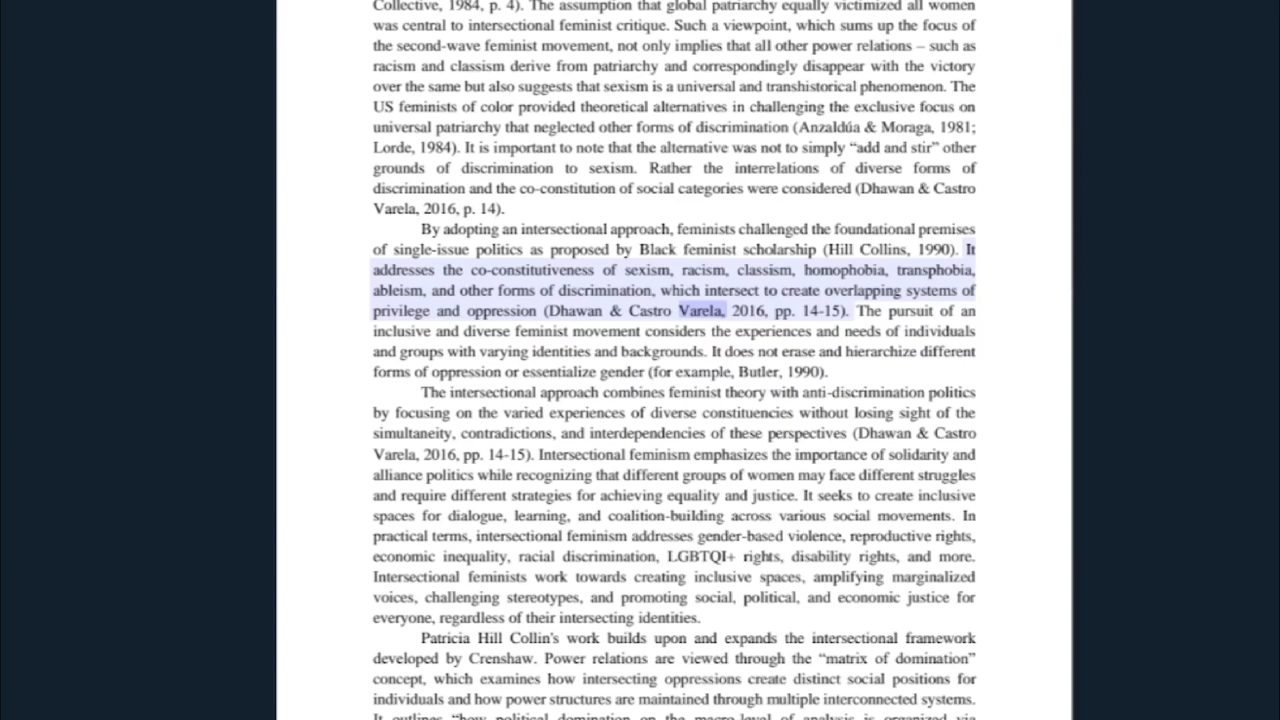 Collective, 1984, p. 4). The assumption that global patriarchy equally victimized all women
was central to intersectional feminist critique. Such a viewpoint, which sums up the focus of
the second-wave feminist movement, not only implies that all other power relations – such as
racism and classism derive from patriarchy and correspondingly disappear with the victory
over the same but also suggests that sexism is a universal and transhistorical phenomenon. The
US feminists of color provided theoretical alternatives in challenging the exclusive focus on
universal patriarchy that neglected other forms of discrimination (Anzaldúa & Moraga, 1981;
Lorde, 1984). It is important to note that the alternative was not to simply “add and stir” other
grounds of discrimination to sexism. Rather the interrelations of diverse forms of
discrimination and the co-constitution of social categories were considered (Dhawan & Castro
Varela, 2016, p. 14).
By adopting an intersectional approach, feminists challenged the foundational premises
of single-issue politics as proposed by Black feminist scholarship (Hill Collins, 1990). It
addresses the co-constitutiveness of sexism, racism, classism, homophobia, transphobia,
ableism, and other forms of discrimination, which intersect to create overlapping systems of
privilege and oppression (Dhawan & Castro Varela, 2016, pp. 14-15). The pursuit of an
inclusive and diverse feminist movement considers the experiences and needs of individuals
and groups with varying identities and backgrounds. It does not erase and hierarchize different
forms of oppression or essentialize gender (for example, Butler, 1990).
The intersectional approach combines feminist theory with anti-discrimination politics
by focusing on the varied experiences of diverse constituencies without losing sight of the
simultaneity, contradictions, and interdependencies of these perspectives (Dhawan & Castro
Varela, 2016, pp. 14-15). Intersectional feminism emphasizes the importance of solidarity and
alliance politics while recognizing that different groups of women may face different struggles
and require different strategies for achieving equality and justice. It seeks to create inclusive
spaces for dialogue, learning, and coalition-building across various social movements. In
practical terms, intersectional feminism addresses gender-based violence, reproductive rights,
economic inequality, racial discrimination, LGBTQI+ rights, disability rights, and more.
Intersectional feminists work towards creating inclusive spaces, amplifying marginalized
voices, challenging stereotypes, and promoting social, political, and economic justice for
everyone, regardless of their intersecting identities.
Patricia Hill Collin’s work builds upon and expands the intersectional framework
developed by Crenshaw. Power relations are viewed through the “matrix of domination”
concept, which examines how intersecting oppressions create distinct social positions for
individuals and how power structures are maintained through multiple interconnected systems.
It outlines “how political domination on the macro-level of analysis is organized via